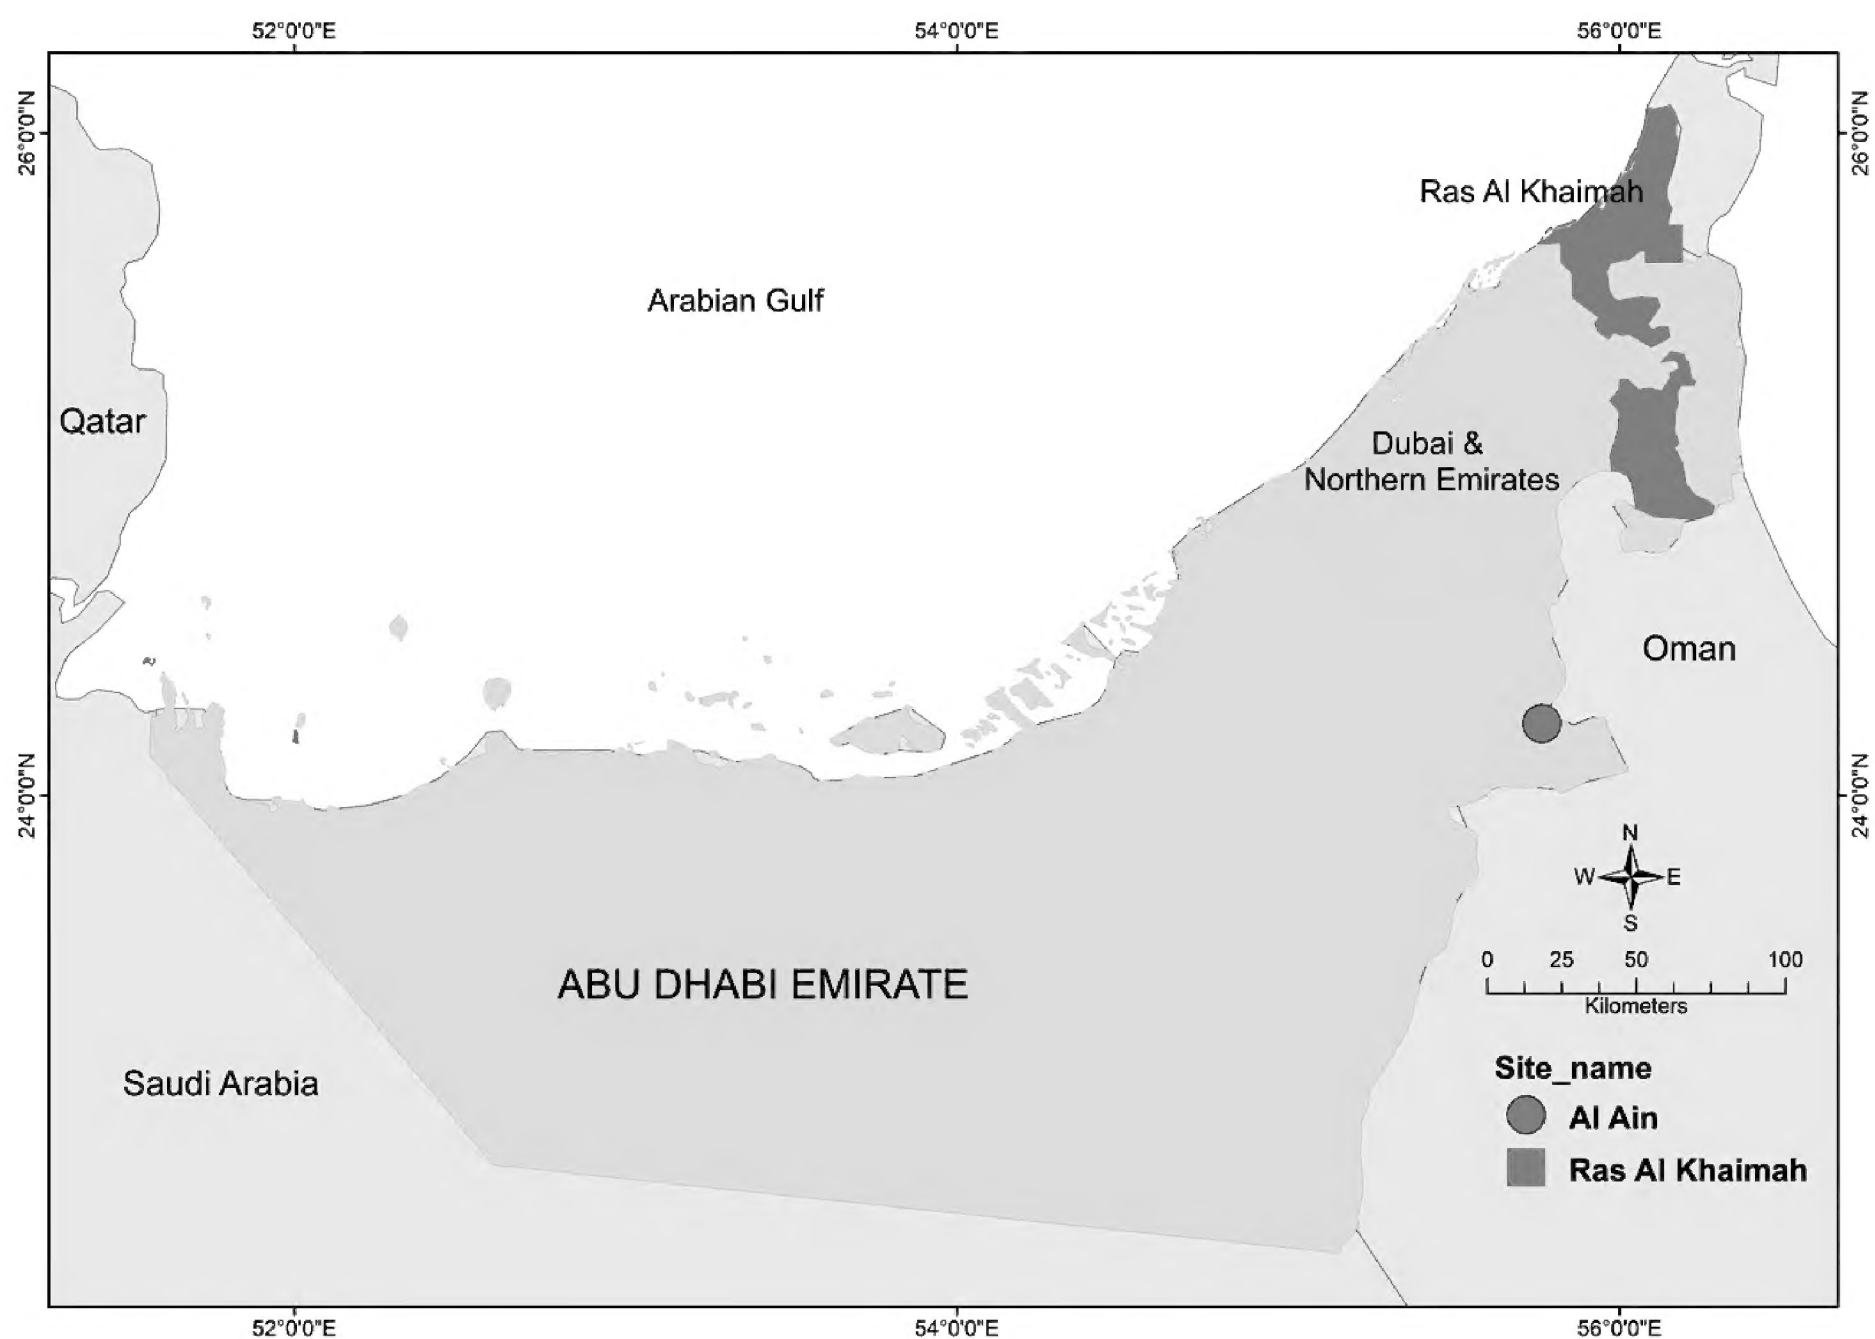 52°0'0"E
54°0'0"E
56°0'0"E
26°0'0"N
26°0'0"N
Ras Al Khaimah
Arabian Gulf
Qatar
Dubai &
Northern Emirates
Oman
24°0'0"N
24°0'0"N
N
W E
S
ABU DHABI EMIRATE
0 25 50 100
Kilometers
Saudi Arabia
Site_name
Al Ain
Ras Al Khaimah
52°0'0"E
54°0'0"E
56°0'0"E